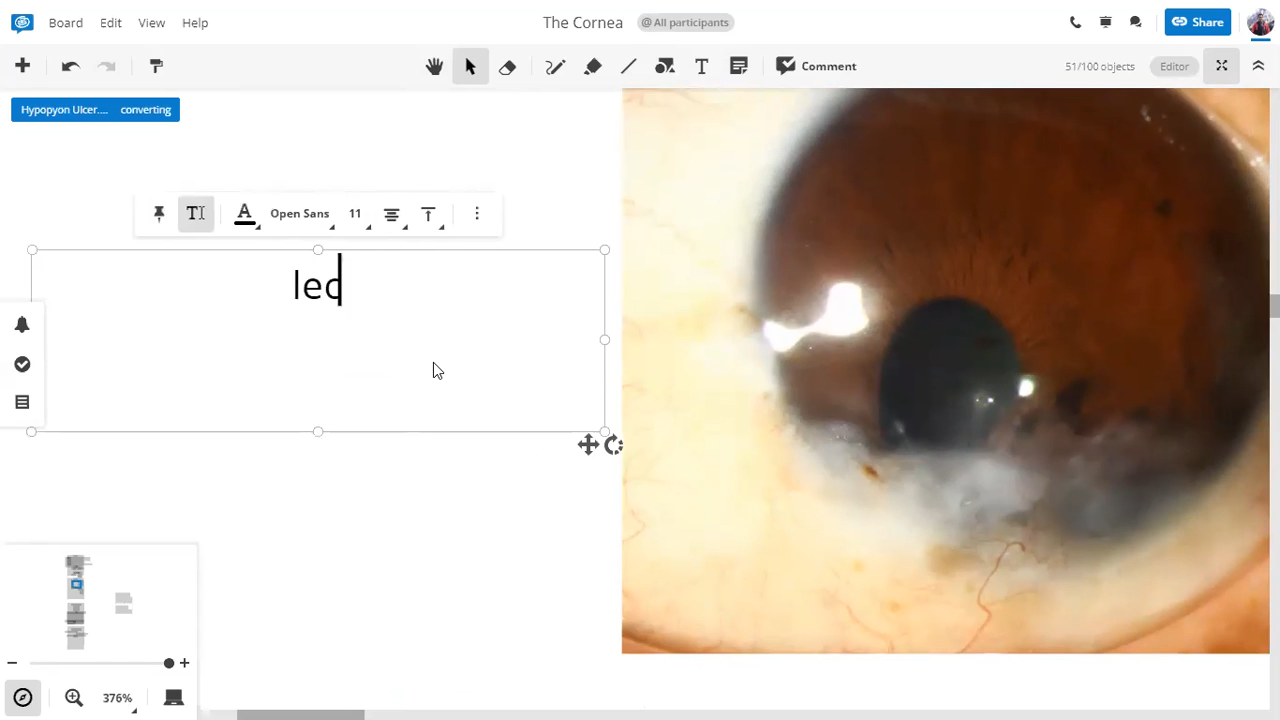 Board Edit View Help
The Cornea
@ All participants
Share
Comment
51/100 objects
Editor
Hypopyon Ulcer.... converting
A Open Sans 11
led
376%